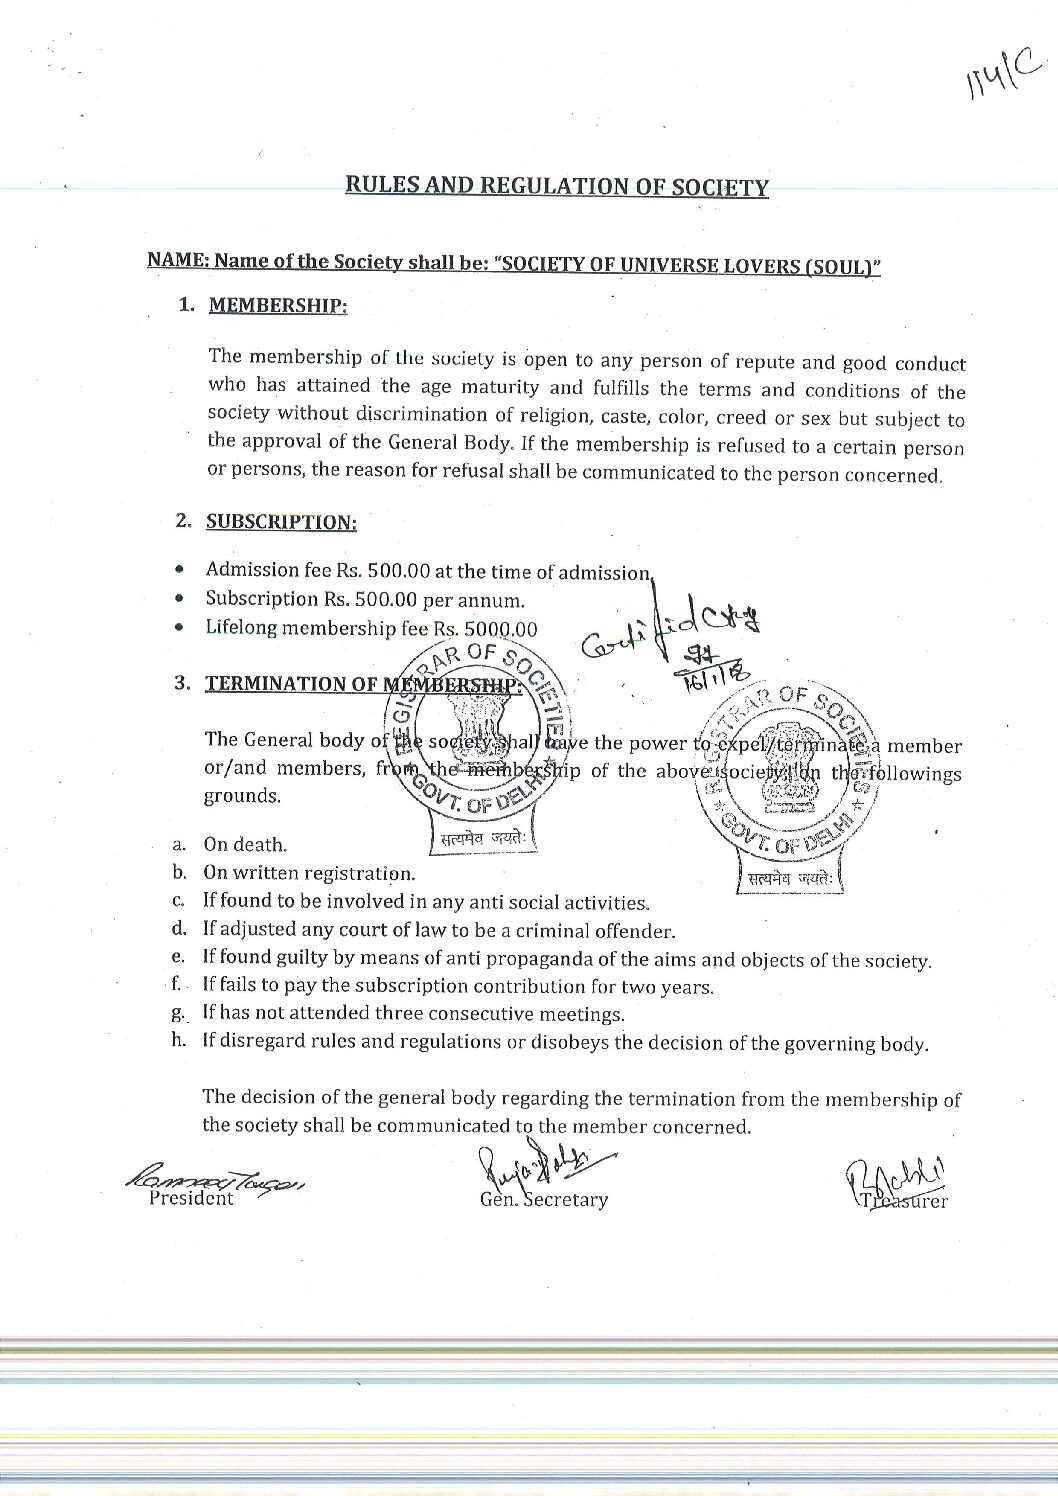 114/C
RULES AND REGULATION OF SOCIETY
NAME: Name of the Society shall be: “SOCIETY OF UNIVERSE LOVERS (SOUL)”
1. MEMBERSHIP:
The membership of the society is open to any person of repute and good conduct
who has attained the age maturity and fulfills the terms and conditions of the
society without discrimination of religion, caste, color, creed or sex but subject to
the approval of the General Body. If the membership is refused to a certain person
or persons, the reason for refusal shall be communicated to the person concerned.
2. SUBSCRIPTION:
• Admission fee Rs. 500.00 at the time of admission
• Subscription Rs. 500.00 per annum.
• Lifelong membership fee Rs. 5000.00
Certified Copy
16/1/18
3. TERMINATION OF MEMBERSHIP:
The General body of the society shall have the power to expel/terminate a member
or/and members, from the membership of the above society on the followings
grounds.
REGISTRAR OF SOCIETIES
GOVT. OF DELHI
सत्यमेव जयतेः
REGISTRAR OF SOCIETIES
GOVT. OF DELHI
सत्यमेव जयतेः
a. On death.
b. On written registration.
c. If found to be involved in any anti social activities.
d. If adjusted any court of law to be a criminal offender.
e. If found guilty by means of anti propaganda of the aims and objects of the society.
f. If fails to pay the subscription contribution for two years.
g. If has not attended three consecutive meetings.
h. If disregard rules and regulations or disobeys the decision of the governing body.
The decision of the general body regarding the termination from the membership of
the society shall be communicated to the member concerned.
President
Gen. Secretary
Treasurer